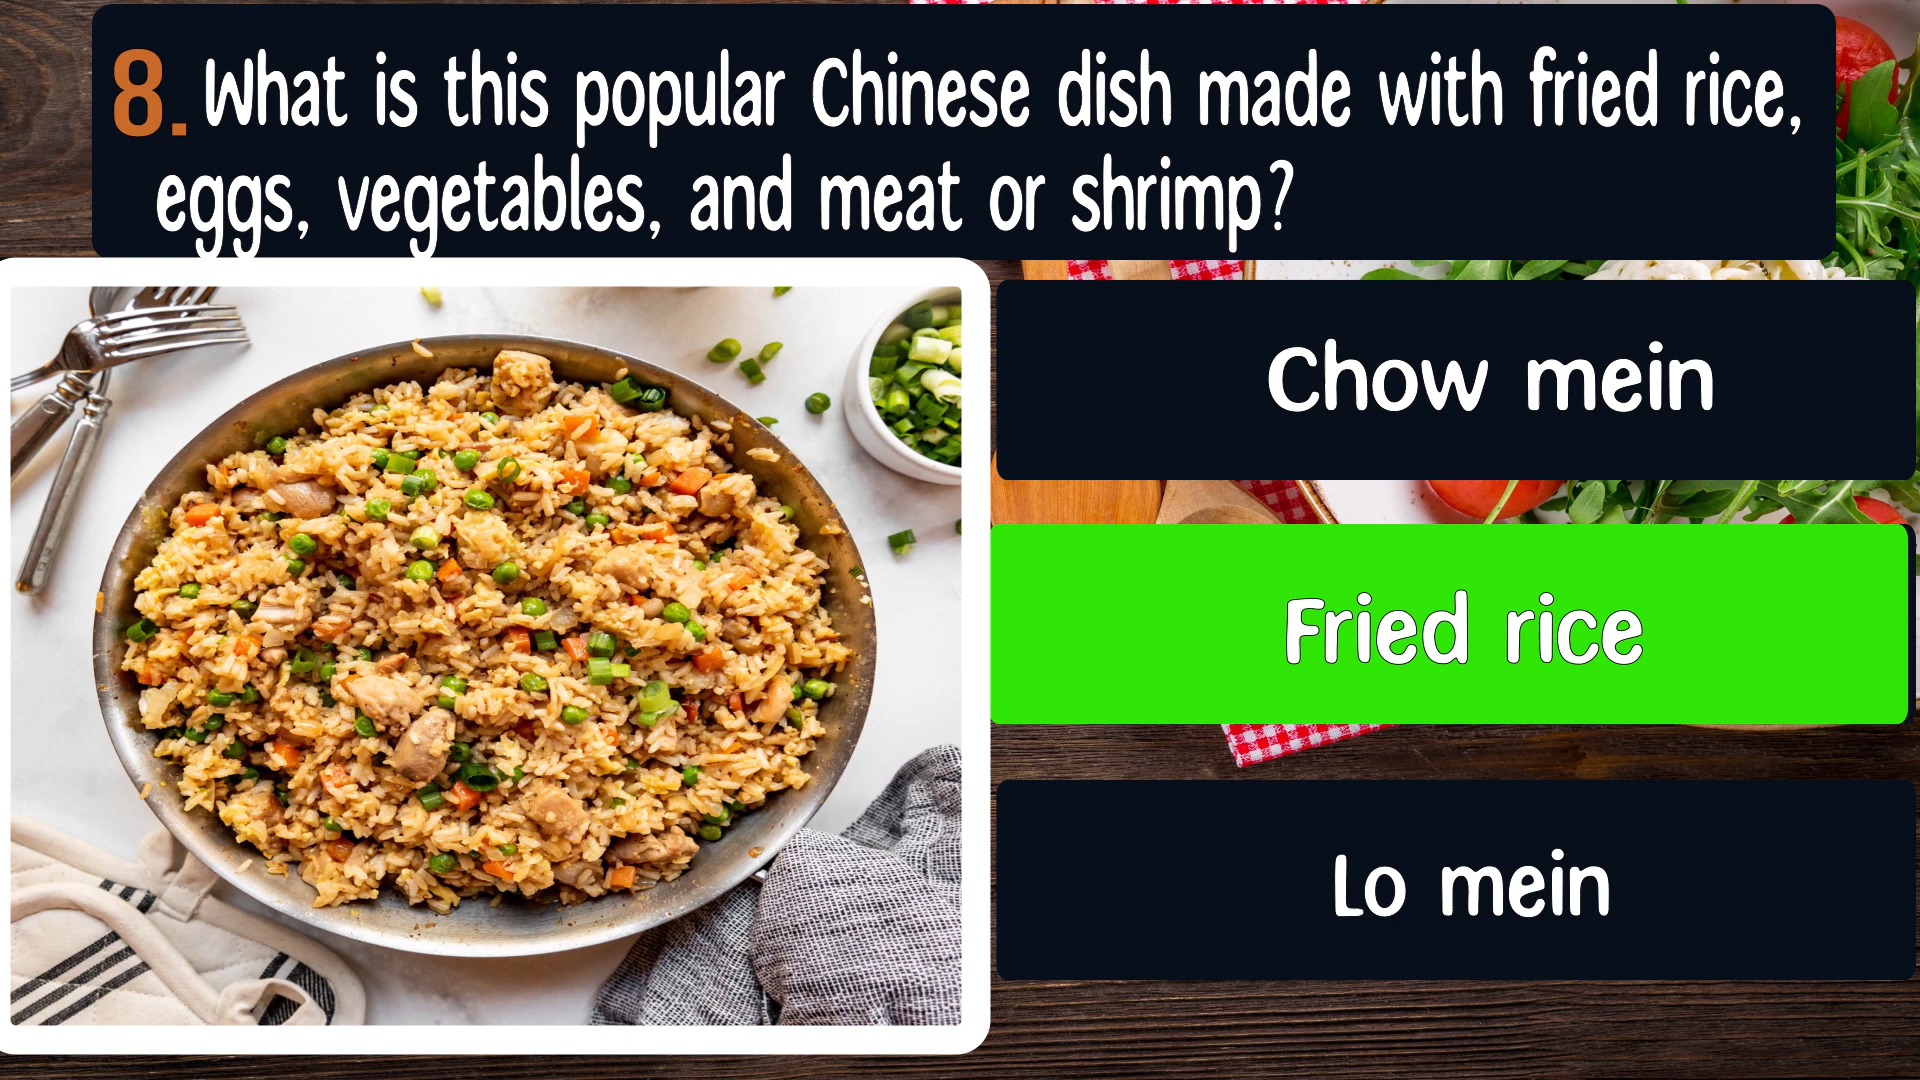 8. What is this popular Chinese dish made with fried rice,
eggs, vegetables, and meat or shrimp?
Chow mein
Fried rice
Lo mein